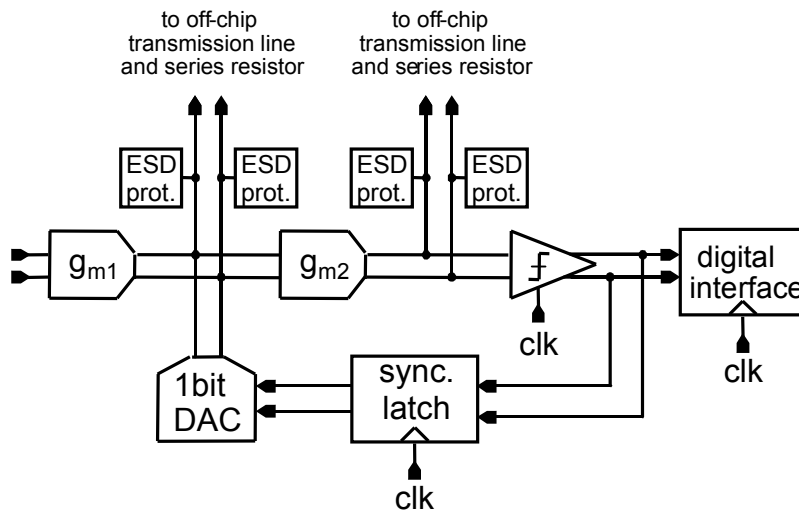 to off-chip
transmission line
and series resistor
to off-chip
transmission line
and series resistor
ESD
prot.
ESD
prot.
ESD
prot.
ESD
prot.
gm1
gm2
digital
interface
clk
clk
1bit
DAC
sync.
latch
clk